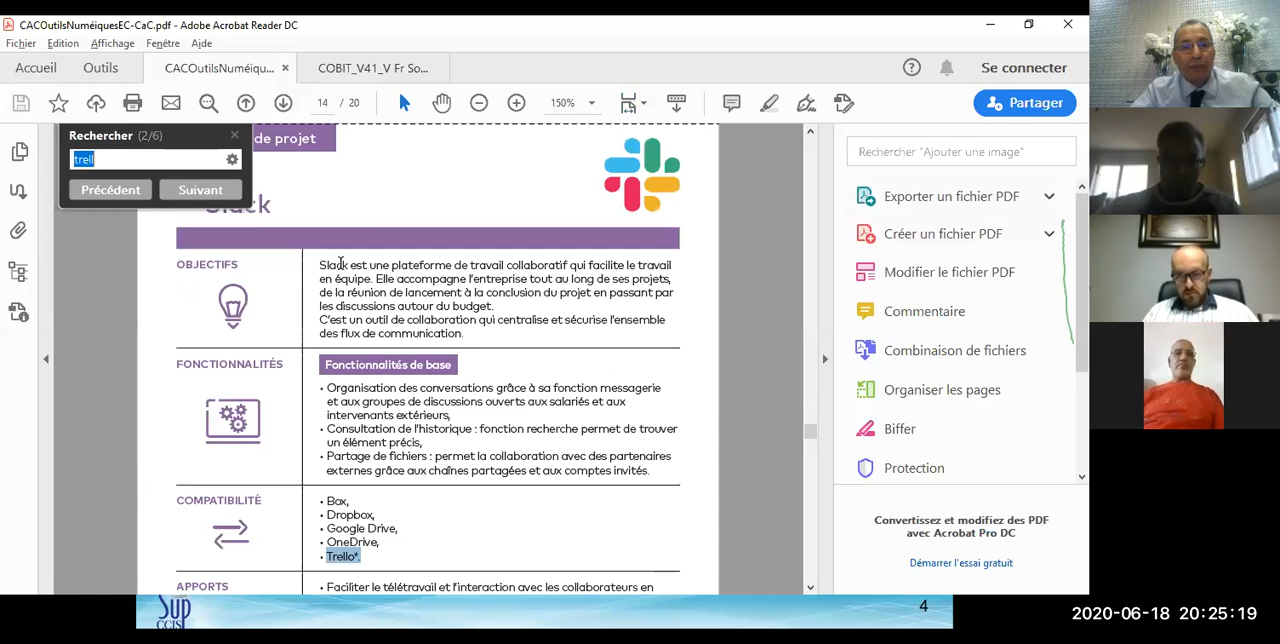 CACOutilsNuméiquesEC-CaC.pdf - Adobe Acrobat Reader DC
Fichier Edition Affichage Fenêtre Aide
Accueil Outils CACOutilsNuméiqu... × COBIT_V41_V Fr So... Se connecter
14 / 20 150% Partager
Rechercher (2/6)
trell
Précédent Suivant
de projet
Slack
OBJECTIFS
Slack est une plateforme de travail collaboratif qui facilite le travail
en équipe. Elle accompagne l'entreprise tout au long de ses projets,
de la réunion de lancement à la conclusion du projet en passant par
les discussions autour du budget.
C'est un outil de collaboration qui centralise et sécurise l'ensemble
des flux de communication.
FONCTIONNALITÉS
Fonctionnalités de base
• Organisation des conversations grâce à sa fonction messagerie
et aux groupes de discussions ouverts aux salariés et aux
intervenants extérieurs,
• Consultation de l'historique : fonction recherche permet de trouver
un élément précis,
• Partage de fichiers : permet la collaboration avec des partenaires
externes grâce aux chaînes partagées et aux comptes invités.
COMPATIBILITÉ
• Box,
• Dropbox,
• Google Drive,
• OneDrive,
• Trello*.
APPORTS
• Faciliter le télétravail et l'interaction avec les collaborateurs en
Rechercher "Ajouter une image"
Exporter un fichier PDF
Créer un fichier PDF
Modifier le fichier PDF
Commentaire
Combinaison de fichiers
Organiser les pages
Biffer
Protection
Convertissez et modifiez des PDF
avec Acrobat Pro DC
Démarrer l'essai gratuit
Sup
CCIS
4
2020-06-18 20:25:19